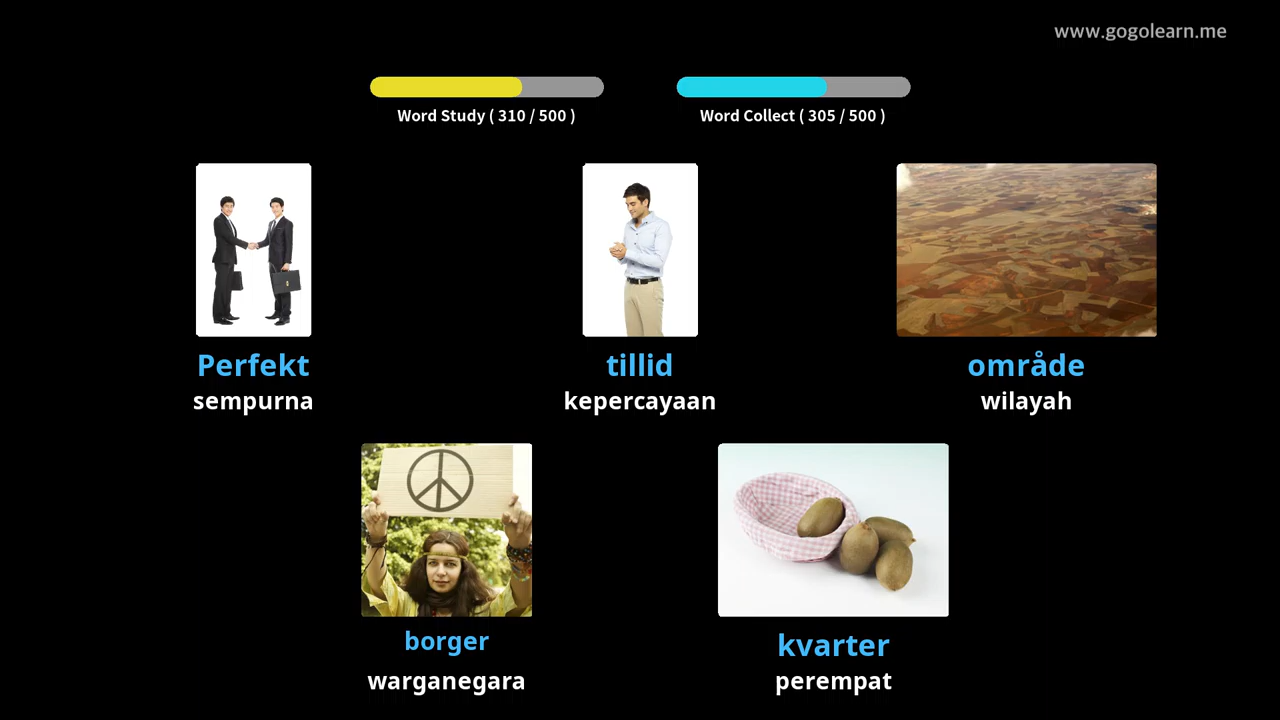 www.gogolearn.me
Word Study ( 310 / 500 )
Word Collect ( 305 / 500 )
Perfekt
sempurna
tillid
kepercayaan
område
wilayah
borger
warganegara
kvarter
perempat